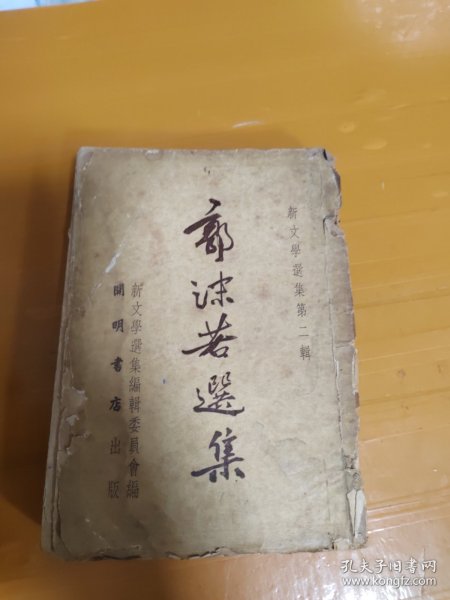 新文學選集第二輯
郭沫若選集
新文學選集編輯委員會編
開明書店出版
孔夫子旧书网
www.kongfz.com